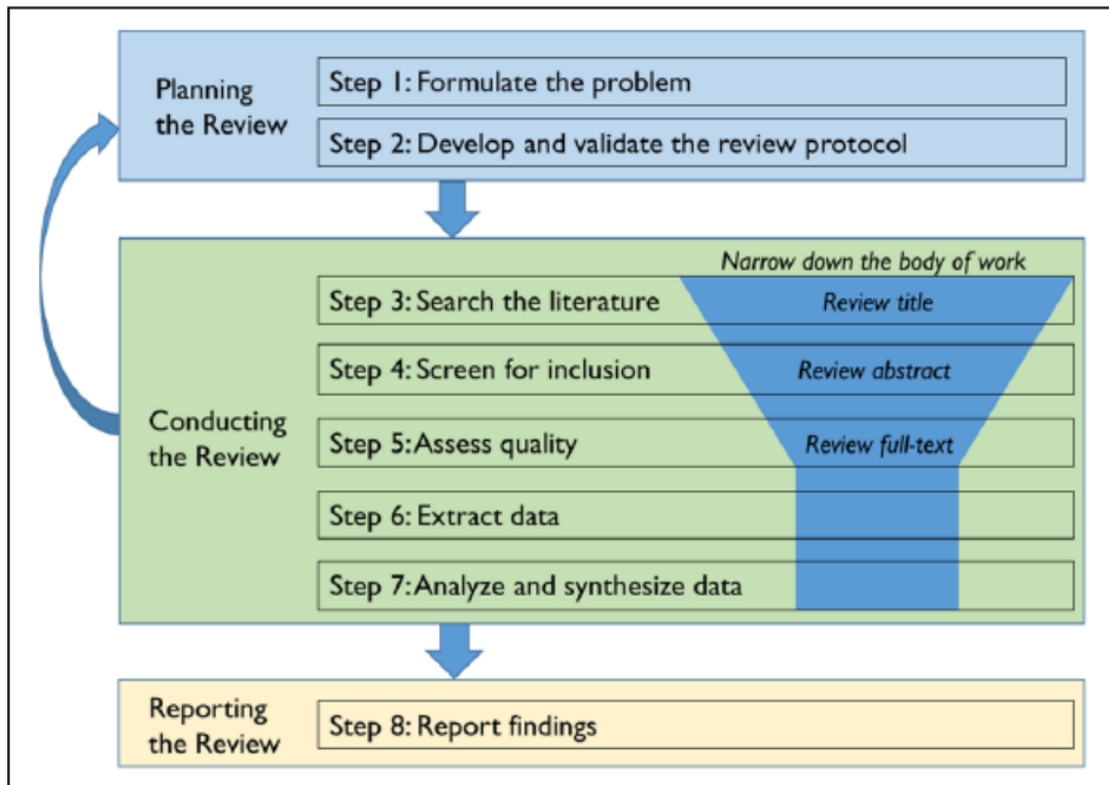 Planning
the Review
Step 1: Formulate the problem
Step 2: Develop and validate the review protocol
Conducting
the Review
Narrow down the body of work
Step 3: Search the literature
Review title
Step 4: Screen for inclusion
Review abstract
Step 5: Assess quality
Review full-text
Step 6: Extract data
Step 7: Analyze and synthesize data
Reporting
the Review
Step 8: Report findings